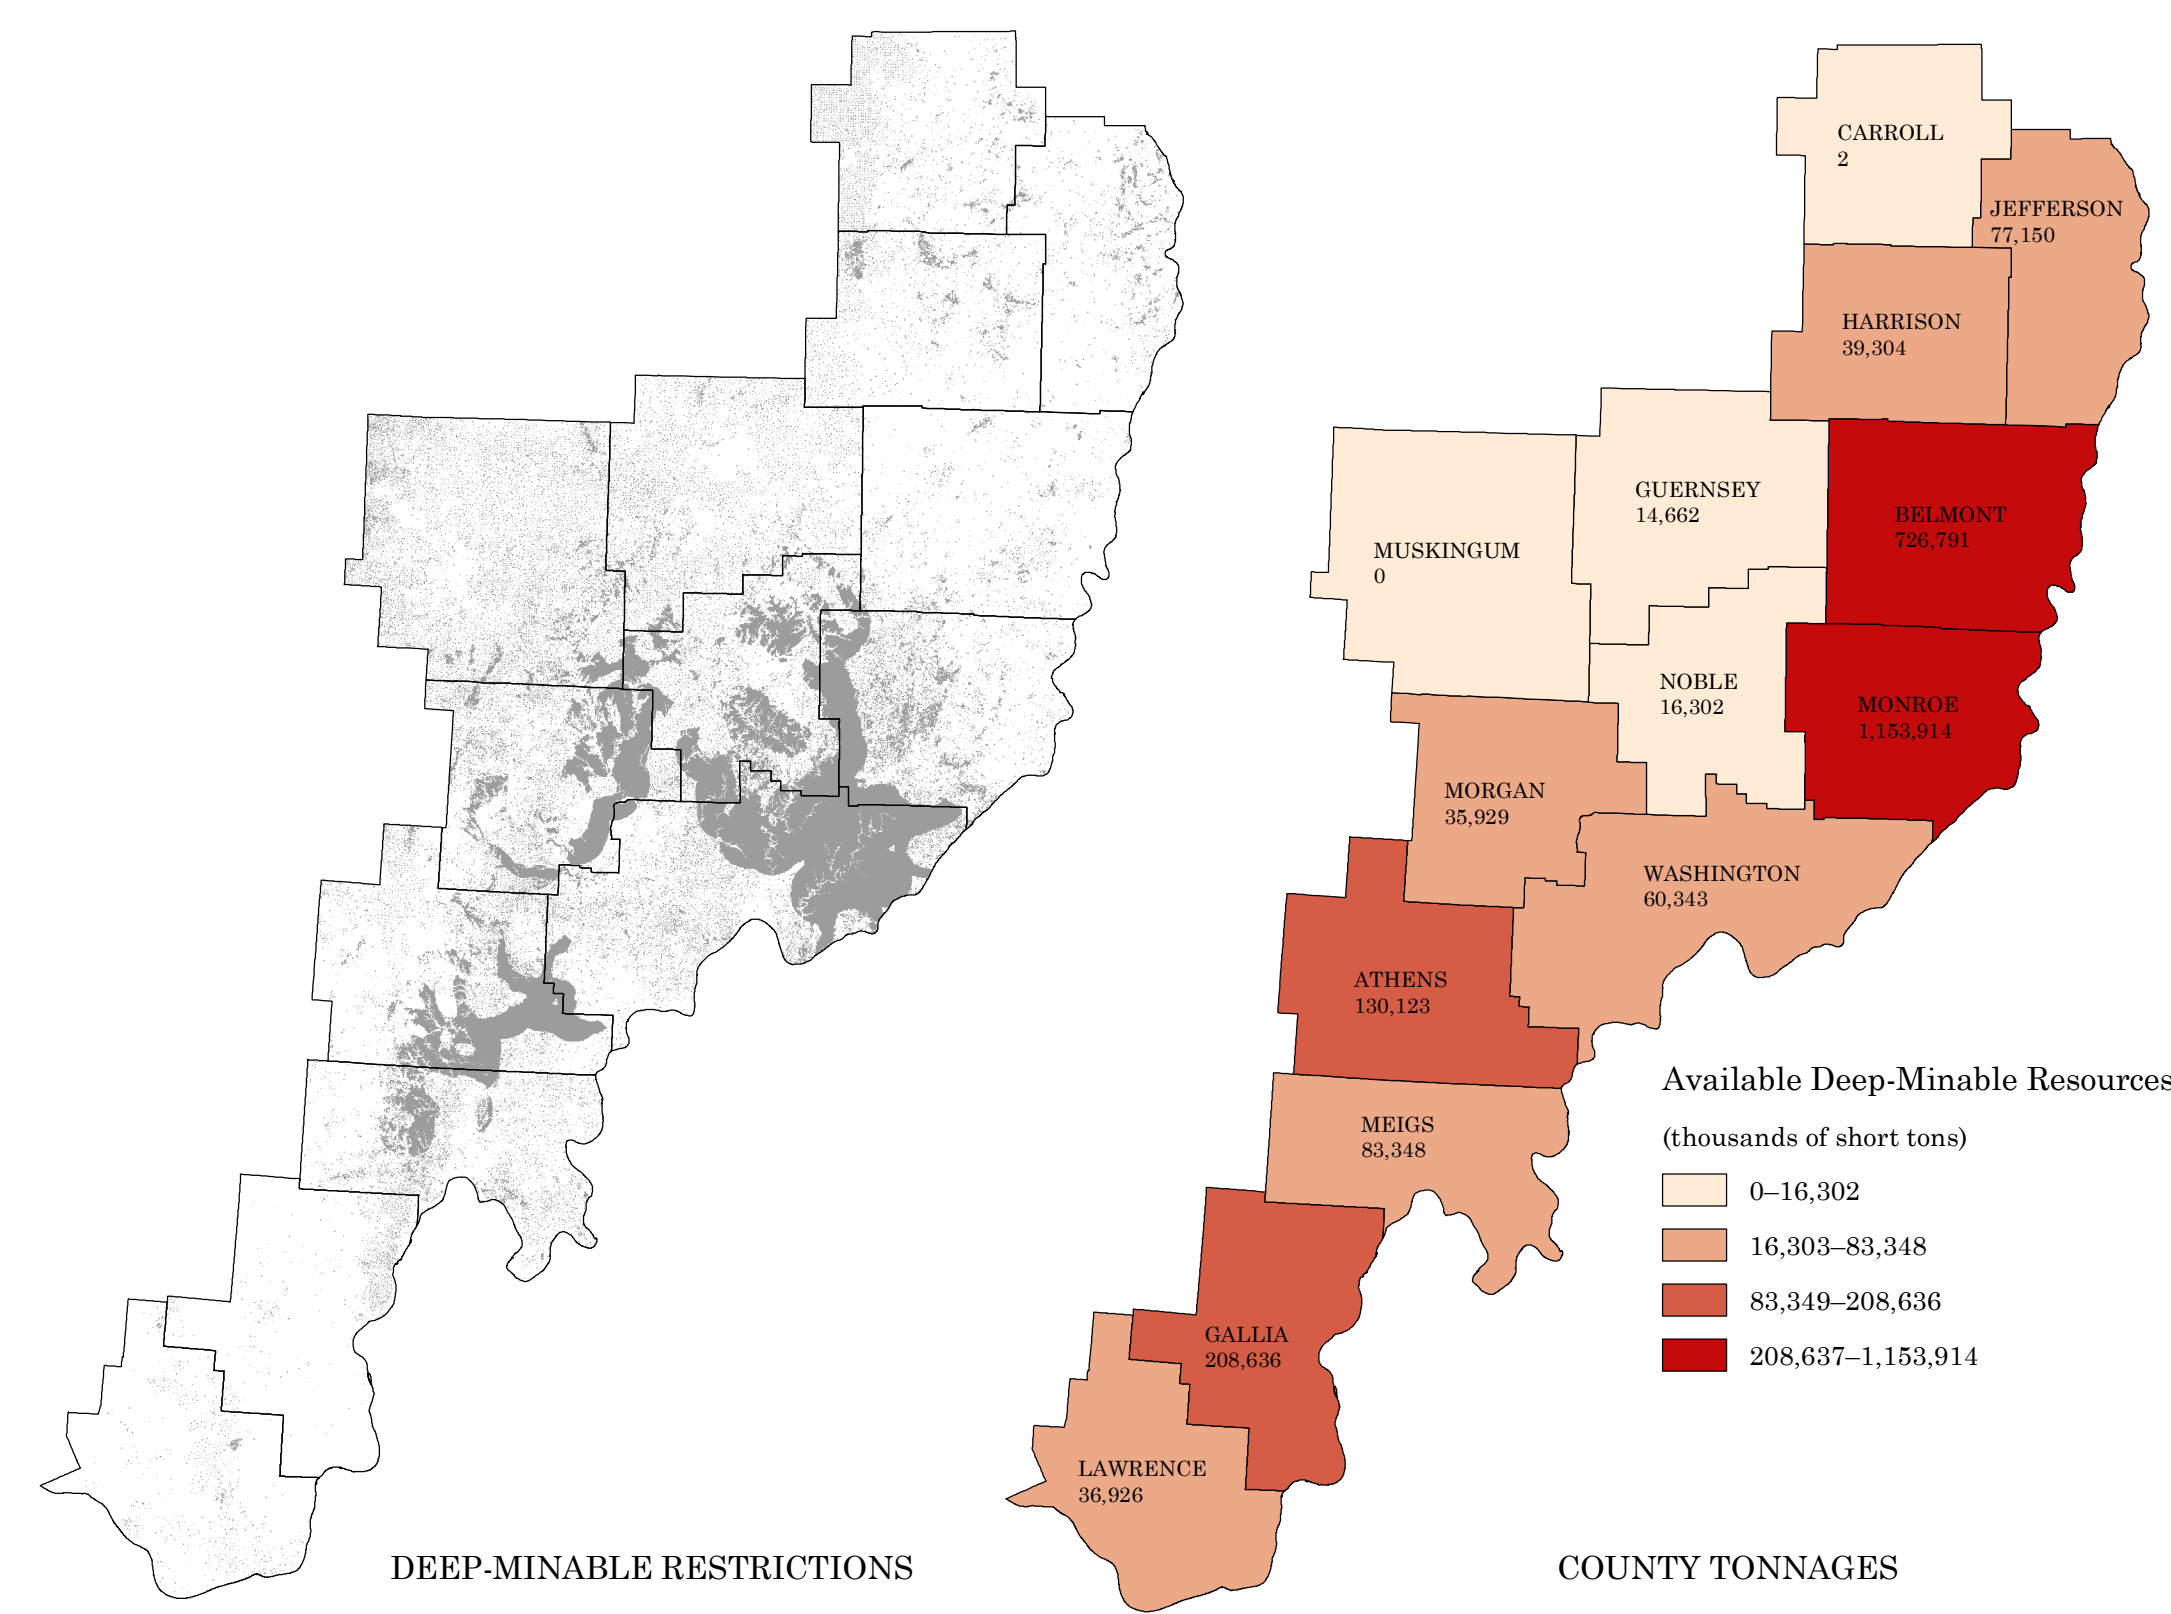 CARROLL
2
JEFFERSON
77,150
HARRISON
39,304
GUERNSEY
14,662
BELMONT
726,791
MUSKINGUM
0
NOBLE
16,302
MONROE
1,153,914
MORGAN
35,929
WASHINGTON
60,343
ATHENS
130,123
MEIGS
83,348
GALLIA
208,636
LAWRENCE
36,926
Available Deep-Minable Resources
(thousands of short tons)
0–16,302
16,303–83,348
83,349–208,636
208,637–1,153,914
DEEP-MINABLE RESTRICTIONS
COUNTY TONNAGES